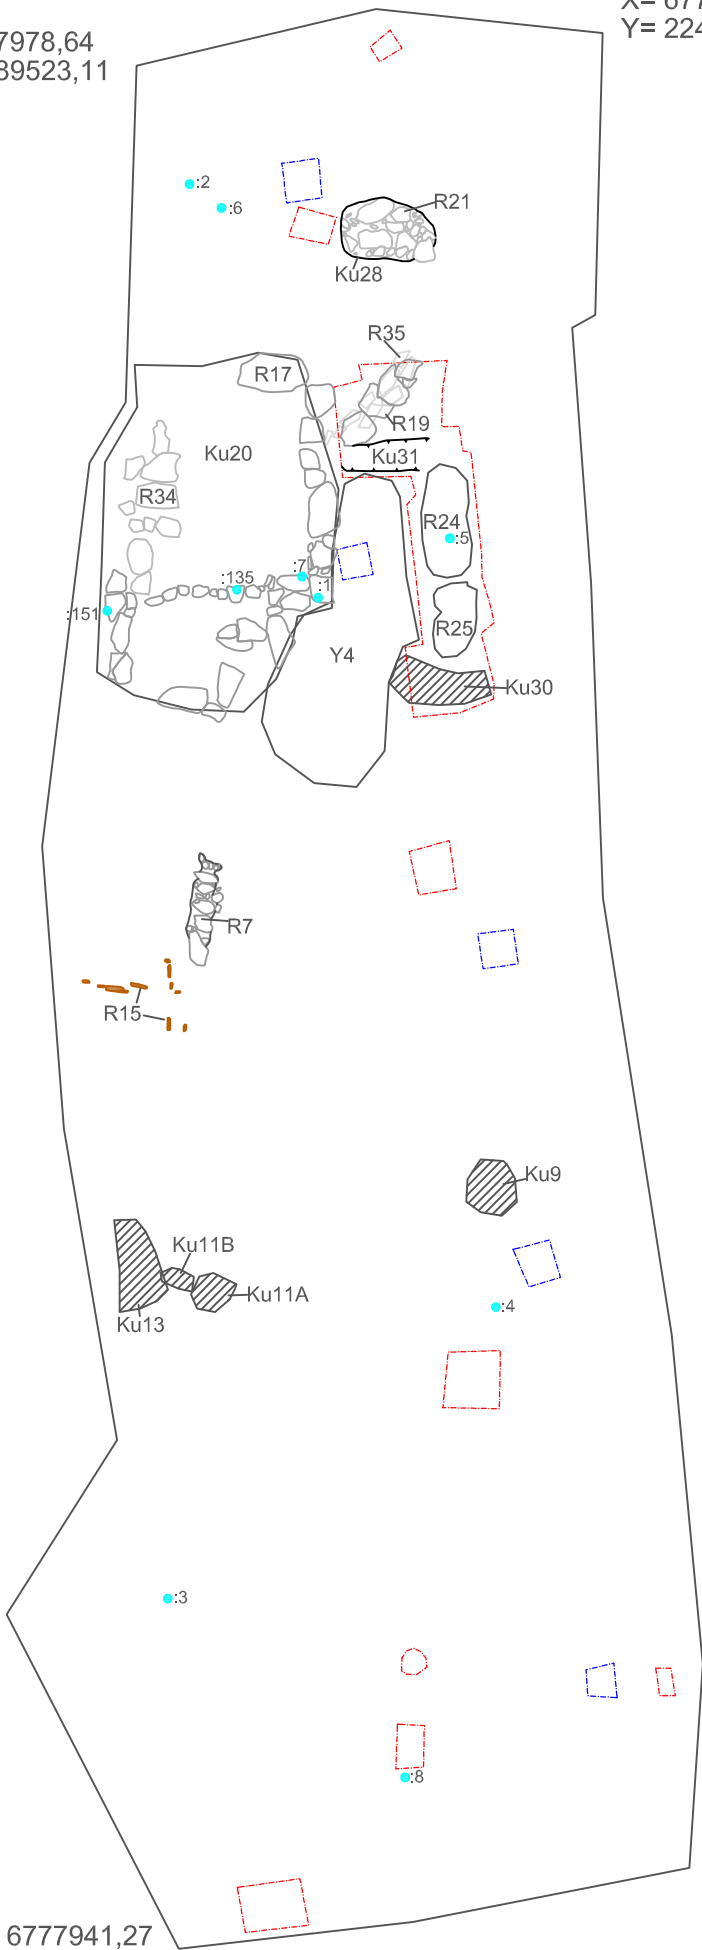 X= 677
Y= 224
7978,64
39523,11
:2
:6
R21
Ku28
R35
R17
R19
Ku20
Ku31
R34
R24
:5
:7
:135
:1
:151
R25
Y4
Ku30
R7
R15
Ku9
Ku11B
Ku11A
:4
Ku13
:3
:8
6777941,27